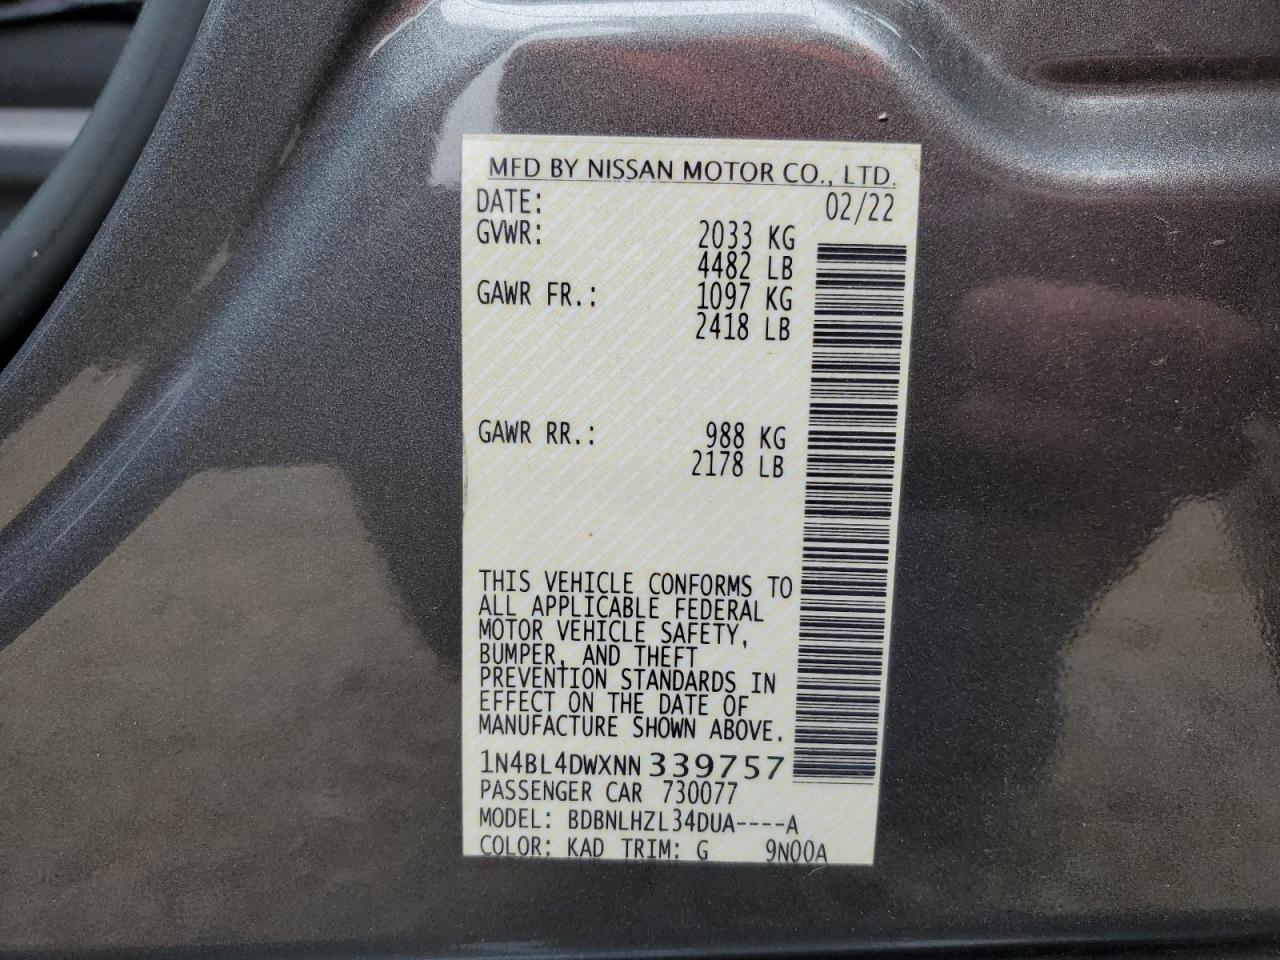 MFD BY NISSAN MOTOR CO., LTD.
DATE: 02/22
GVWR: 2033 KG
4482 LB
GAWR FR.: 1097 KG
2418 LB
GAWR RR.: 988 KG
2178 LB
THIS VEHICLE CONFORMS TO
ALL APPLICABLE FEDERAL
MOTOR VEHICLE SAFETY,
BUMPER, AND THEFT
PREVENTION STANDARDS IN
EFFECT ON THE DATE OF
MANUFACTURE SHOWN ABOVE.
1N4BL4DWXNN339757
PASSENGER CAR 730077
MODEL: BDBNLHZL34DUA----A
COLOR: KAD TRIM: G 9N00A